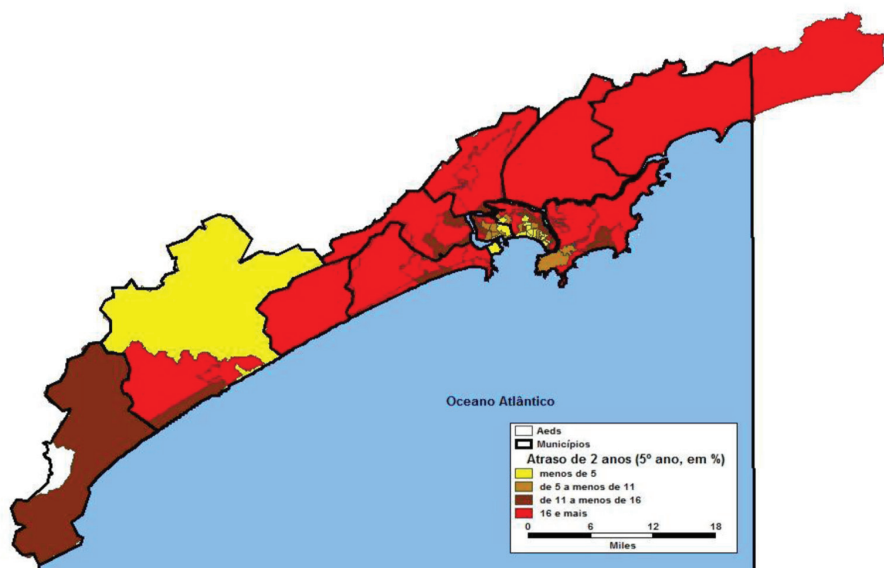 Oceano Atlântico
Aeds
Municípios
Atraso de 2 anos (5º ano, em %)
menos de 5
de 5 a menos de 11
de 11 a menos de 16
16 e mais
0 6 12 18
Miles